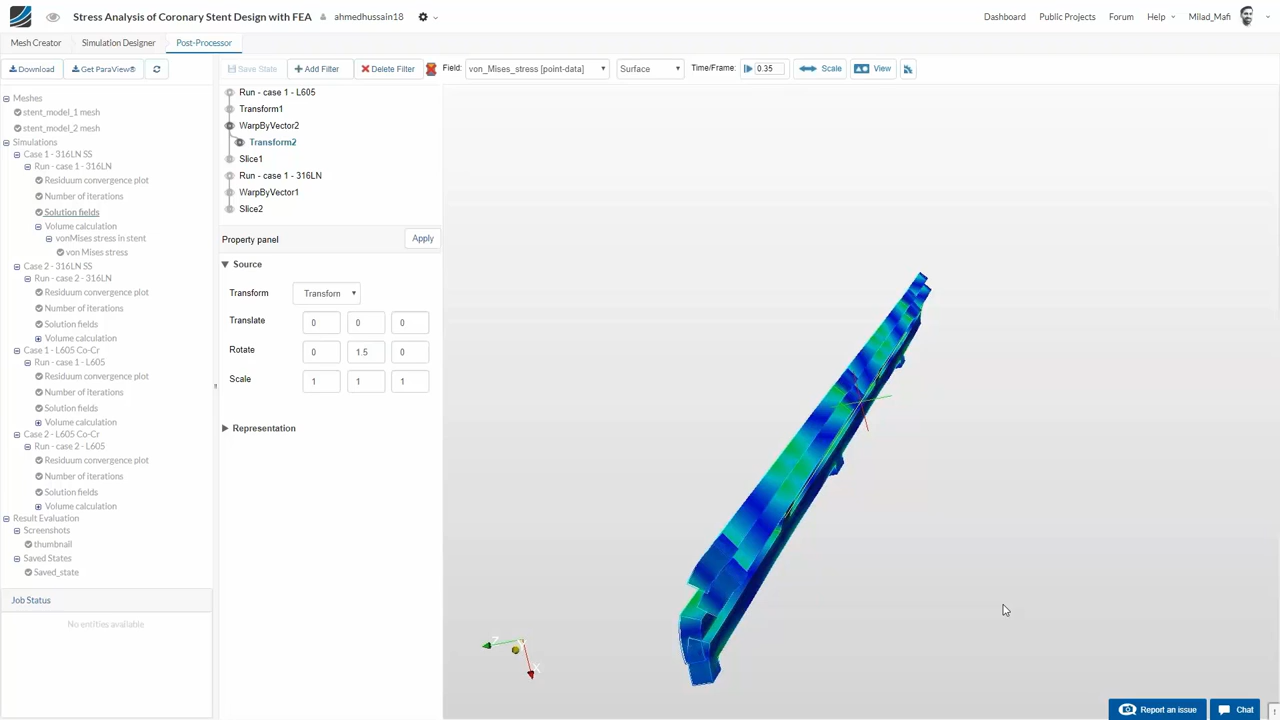 Stress Analysis of Coronary Stent Design with FEA ahmedhussain18
Dashboard Public Projects Forum Help Milad_Mafi
Mesh Creator Simulation Designer Post-Processor
Download Get ParaView® Save State Add Filter Delete Filter Field: von_Mises_stress [point-data] Surface Time/Frame: 0.35 Scale View
Meshes
stent_model_1 mesh
stent_model_2 mesh
Simulations
Case 1 - 316LN SS
Run - case 1 - 316LN
Residuum convergence plot
Number of iterations
Solution fields
Volume calculation
vonMises stress in stent
von Mises stress
Case 2 - 316LN SS
Run - case 2 - 316LN
Residuum convergence plot
Number of iterations
Solution fields
Volume calculation
Case 1 - L605 Co-Cr
Run - case 1 - L605
Residuum convergence plot
Number of iterations
Solution fields
Volume calculation
Case 2 - L605 Co-Cr
Run - case 2 - L605
Residuum convergence plot
Number of iterations
Solution fields
Volume calculation
Result Evaluation
Screenshots
thumbnail
Saved States
Saved_state
Job Status
No entities available
Run - case 1 - L605
Transform1
WarpByVector2
Transform2
Slice1
Run - case 1 - 316LN
WarpByVector1
Slice2
Property panel Apply
Source
Transform Transform
Translate 0 0 0
Rotate 0 1.5 0
Scale 1 1 1
Representation
Z
X
Report an issue Chat